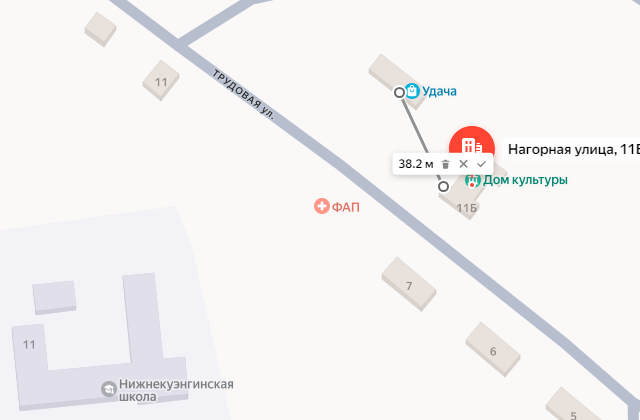 11
ТРУДОВАЯ ул.
Удача
Нагорная улица, 11Б
38.2 м
Дом культуры
11Б
ФАП
7
6
5
11
Нижнекуэнгинская
школа